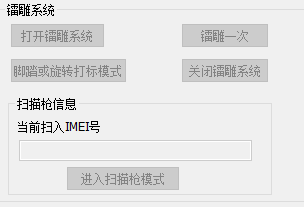 镭雕系统
打开镭雕系统 镭雕一次
脚踏或旋转打标模式 关闭镭雕系统
扫描枪信息
当前扫入IMEI号
进入扫描枪模式